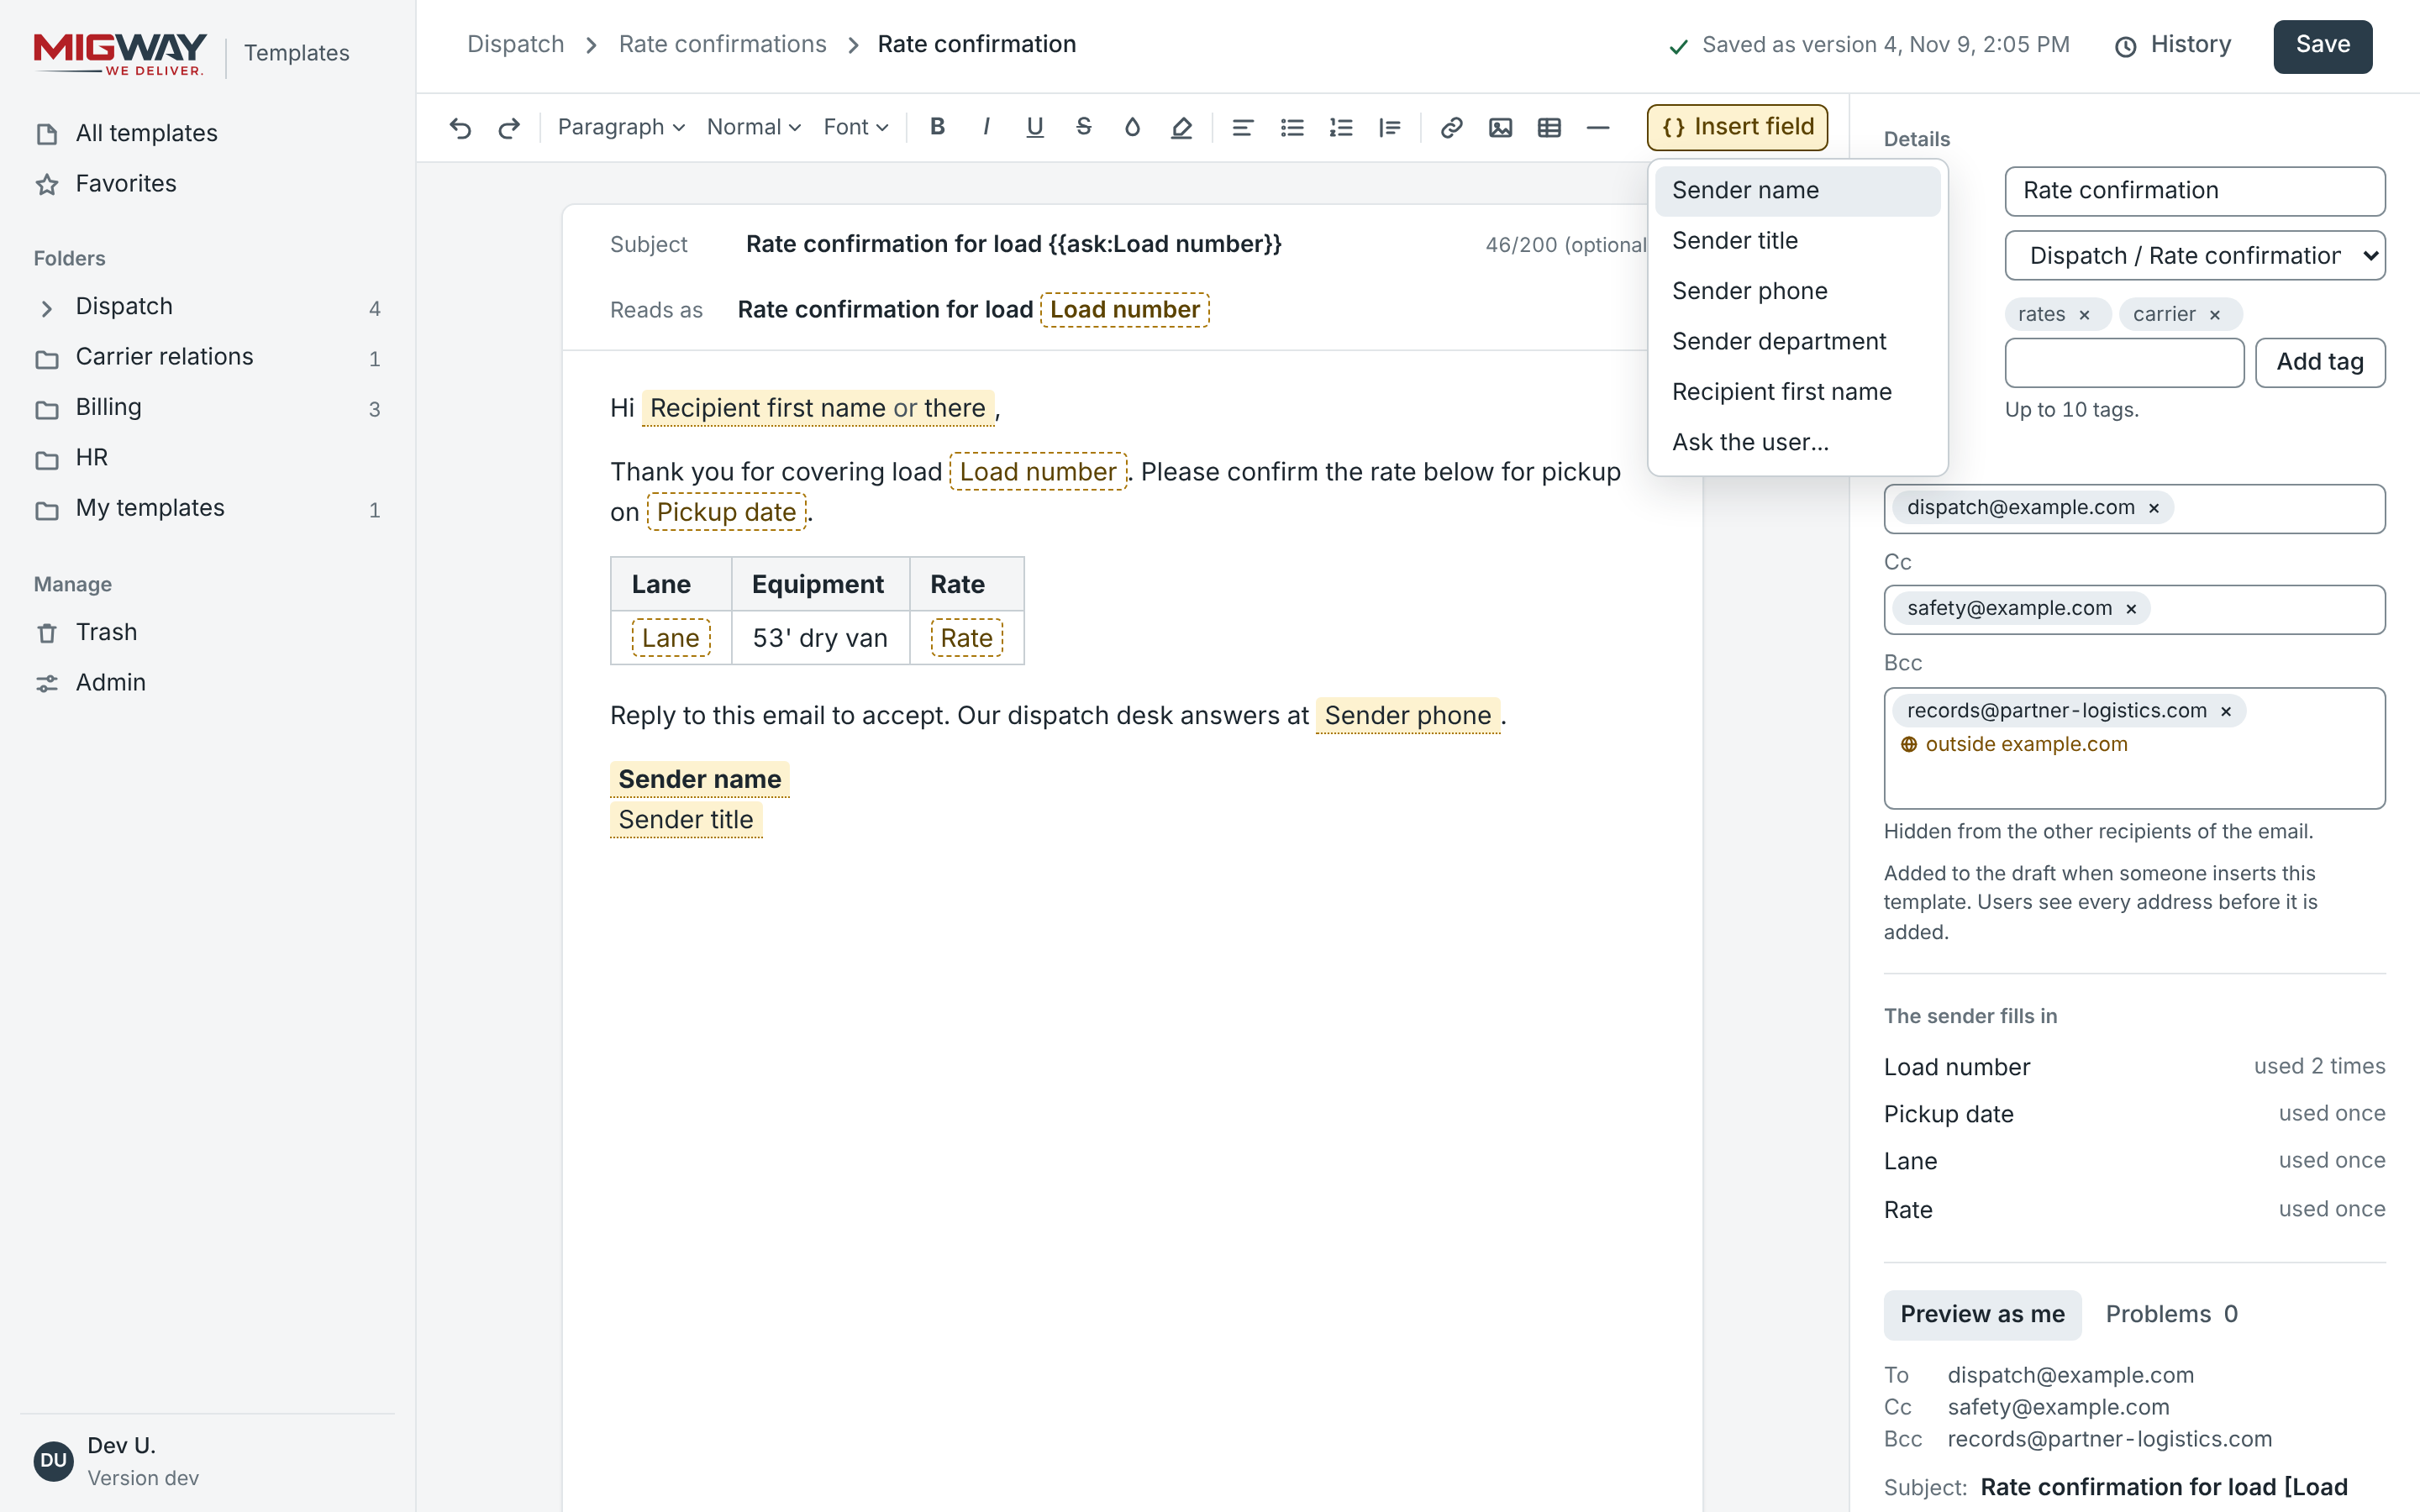 MIGWAY
WE DELIVER.
Templates
All templates
Favorites
Folders
Dispatch 4
Carrier relations 1
Billing 3
HR
My templates 1
Manage
Trash
Admin
DU
Dev U.
Version dev
Dispatch > Rate confirmations > Rate confirmation
Saved as version 4, Nov 9, 2:05 PM
History
Save
Paragraph Normal Font B I U S
{} Insert field
Sender name
Sender title
Sender phone
Sender department
Recipient first name
Ask the user...
Subject Rate confirmation for load {{ask:Load number}} 46/200 (optional
Reads as Rate confirmation for load Load number
Hi Recipient first name or there,
Thank you for covering load Load number. Please confirm the rate below for pickup
on Pickup date.
Lane Equipment Rate
Lane 53' dry van Rate
Reply to this email to accept. Our dispatch desk answers at Sender phone.
Sender name
Sender title
Details
Rate confirmation
Dispatch / Rate confirmation
rates × carrier ×
Add tag
Up to 10 tags.
dispatch@example.com ×
Cc
safety@example.com ×
Bcc
records@partner-logistics.com ×
outside example.com
Hidden from the other recipients of the email.
Added to the draft when someone inserts this
template. Users see every address before it is
added.
The sender fills in
Load number used 2 times
Pickup date used once
Lane used once
Rate used once
Preview as me Problems 0
To dispatch@example.com
Cc safety@example.com
Bcc records@partner-logistics.com
Subject: Rate confirmation for load [Load